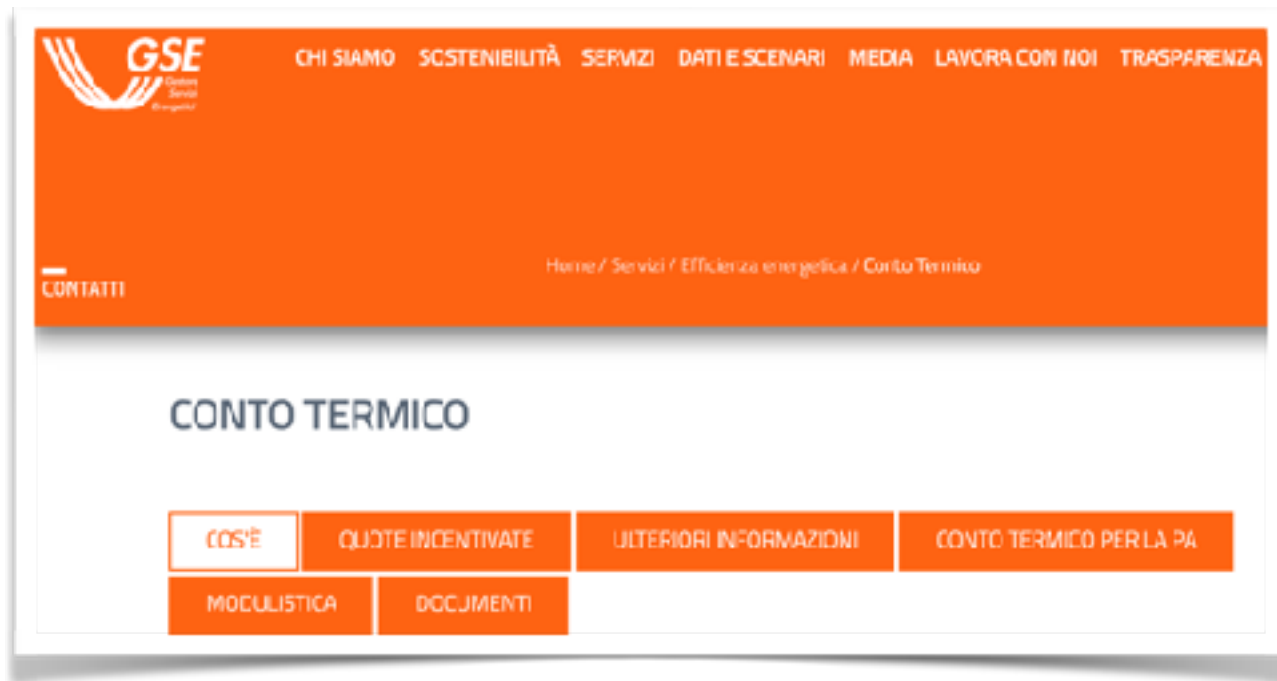 GSE
Gestore
Servizi
Energetici
CHI SIAMO SOSTENIBILITÀ SERVIZI DATI E SCENARI MEDIA LAVORA CON NOI TRASPARENZA
Home / Servizi / Efficienza energetica / Conto Termico
CONTATTI
CONTO TERMICO
COS'È QUOTE INCENTIVATE ULTERIORI INFORMAZIONI CONTO TERMICO PER LA PA
MODULISTICA DOCUMENTI